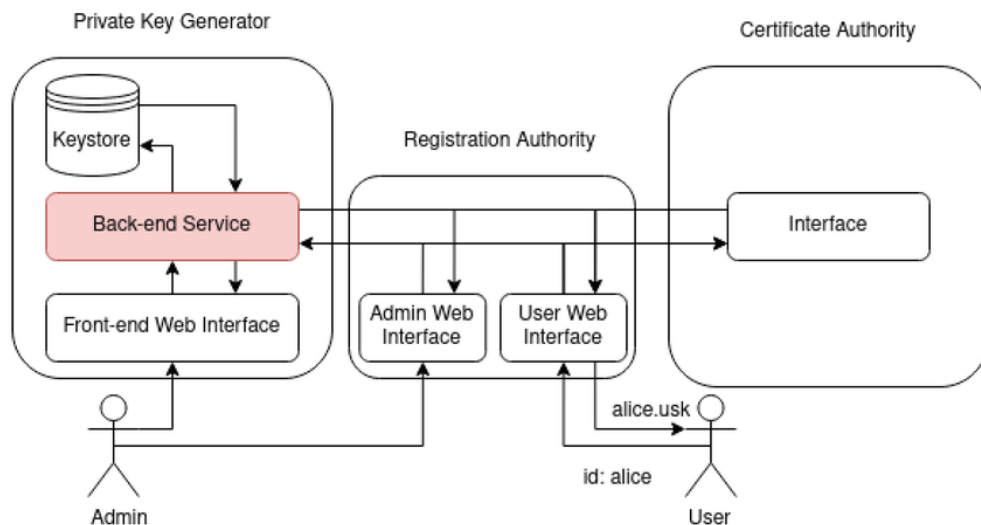 Private Key Generator
Certificate Authority
Keystore
Registration Authority
Back-end Service
Interface
Front-end Web Interface
Admin Web
Interface
User Web
Interface
alice.usk
id: alice
Admin
User